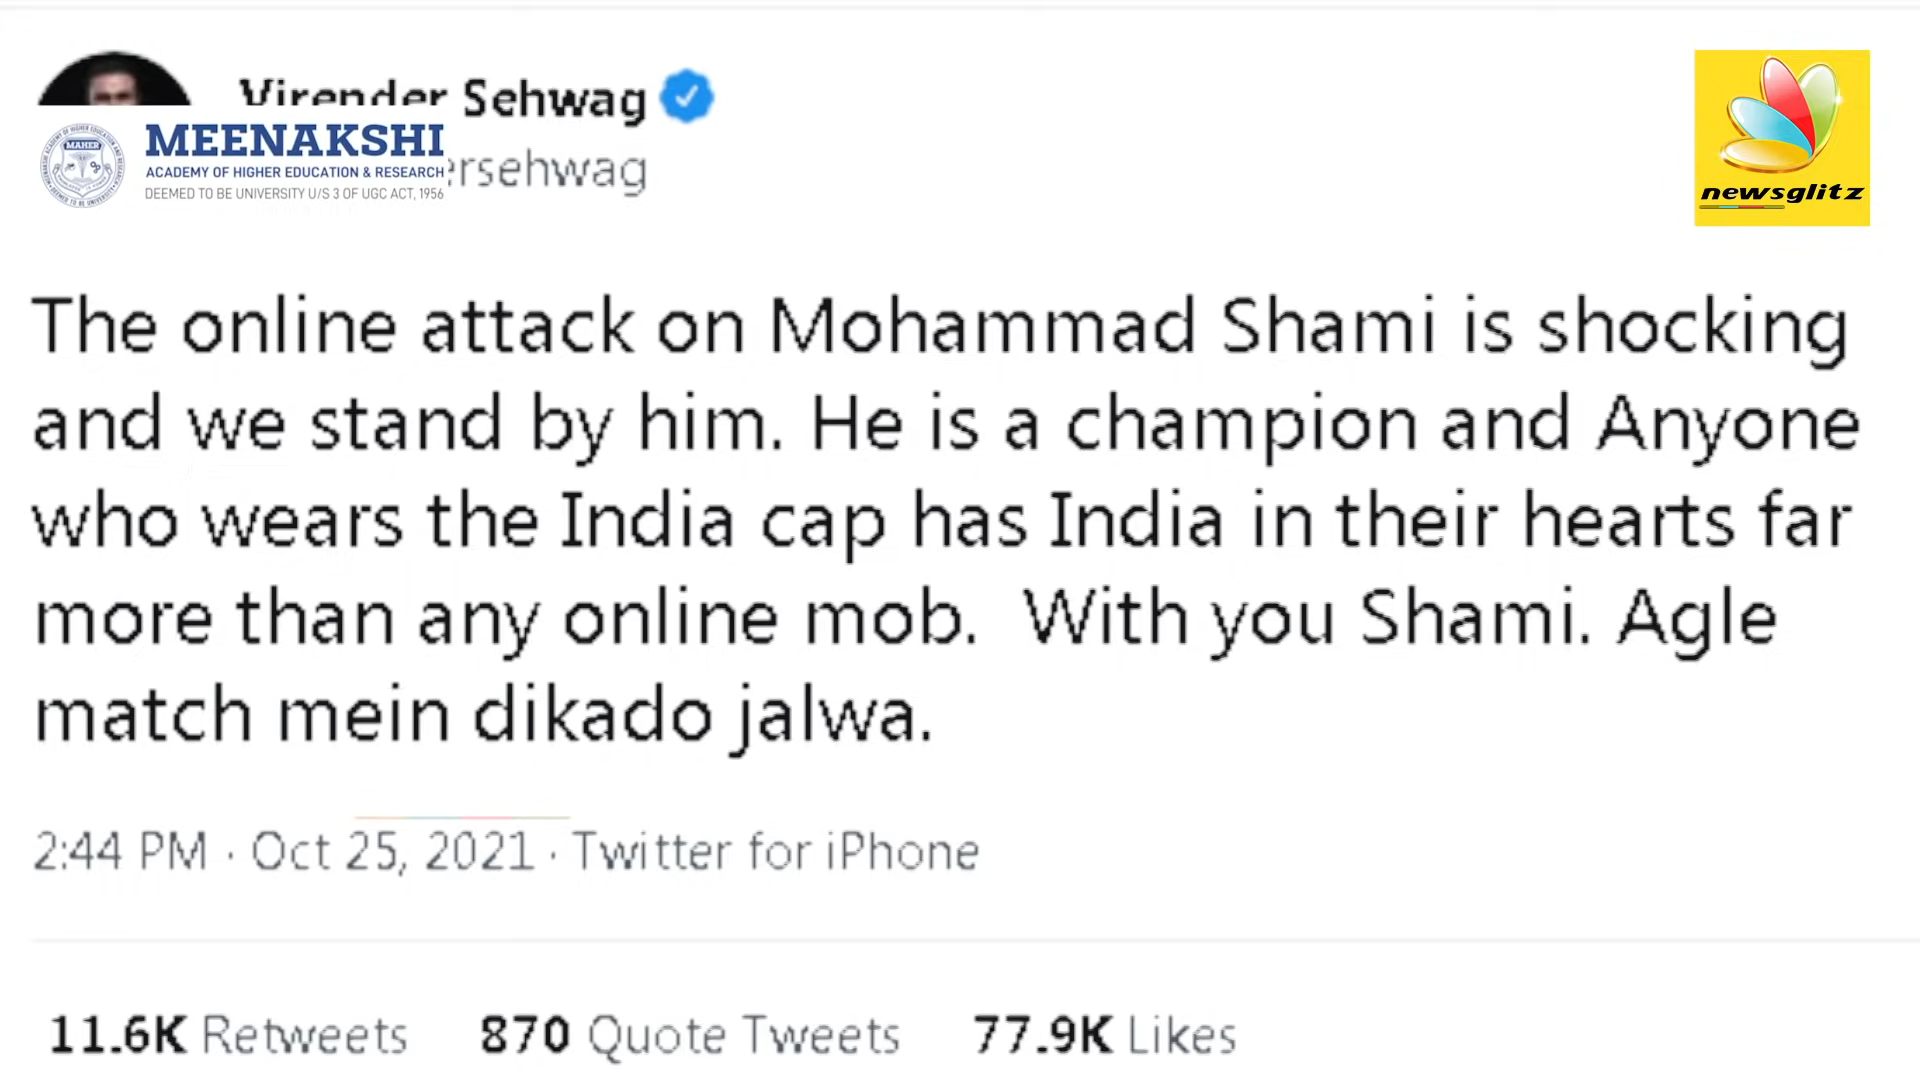 Virender Sehwag
MAHER
MEENAKSHI
ACADEMY OF HIGHER EDUCATION & RESEARCH
DEEMED TO BE UNIVERSITY U/S 3 OF UGC ACT, 1956
ersehwag
newsglitz
The online attack on Mohammad Shami is shocking
and we stand by him. He is a champion and Anyone
who wears the India cap has India in their hearts far
more than any online mob.  With you Shami. Agle
match mein dikado jalwa.
2:44 PM · Oct 25, 2021 · Twitter for iPhone
11.6K Retweets 870 Quote Tweets 77.9K Likes